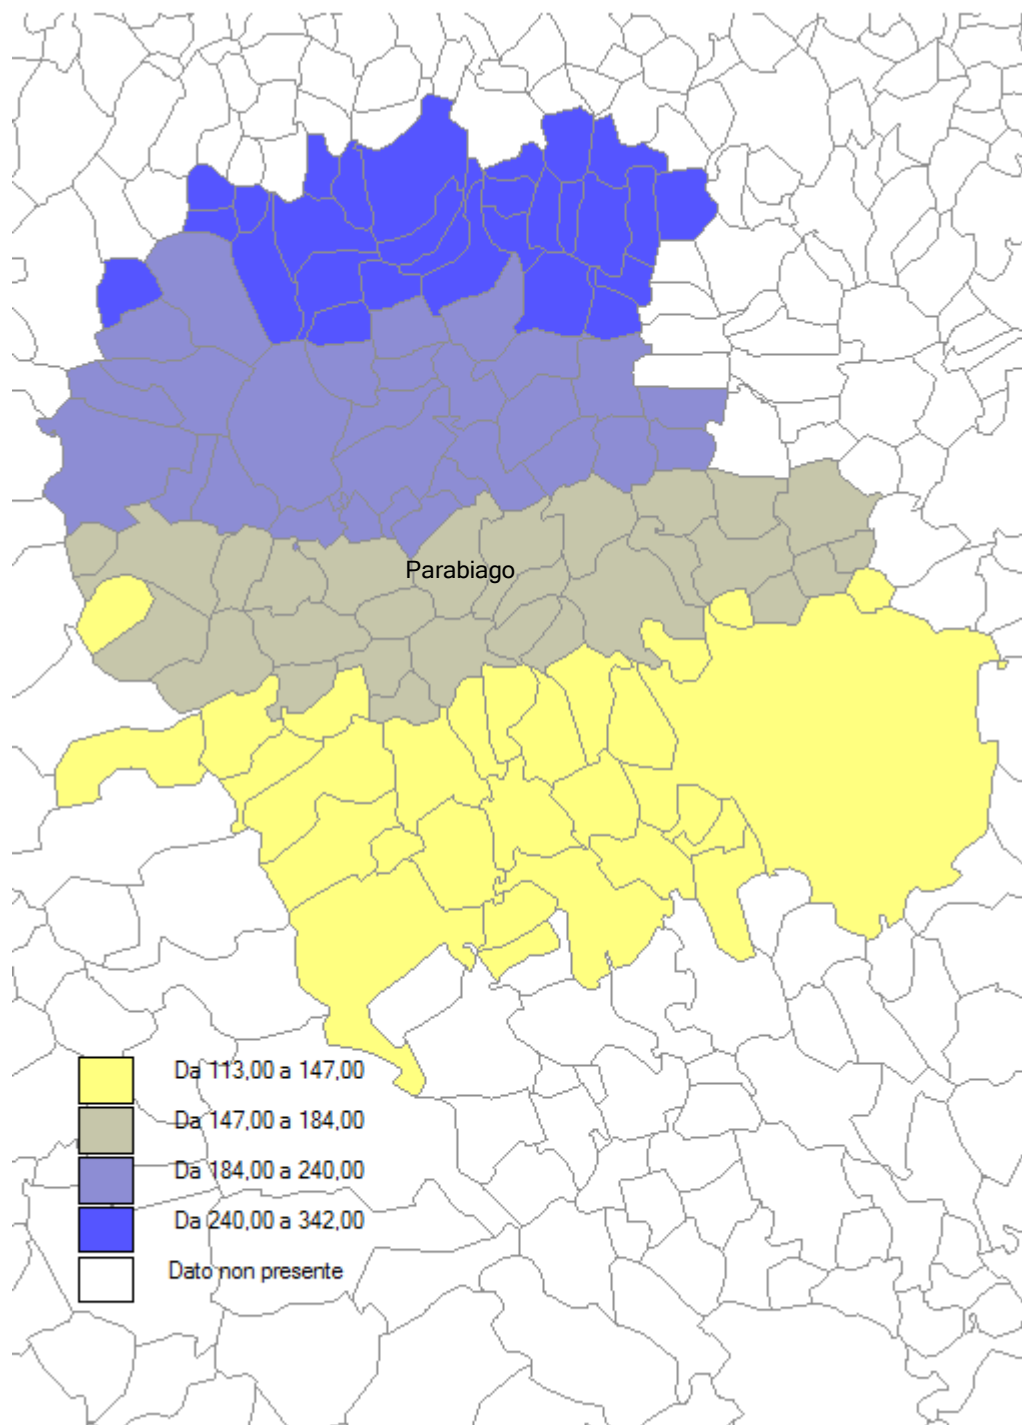 Parabiago
Da 113,00 a 147,00
Da 147,00 a 184,00
Da 184,00 a 240,00
Da 240,00 a 342,00
Dato non presente